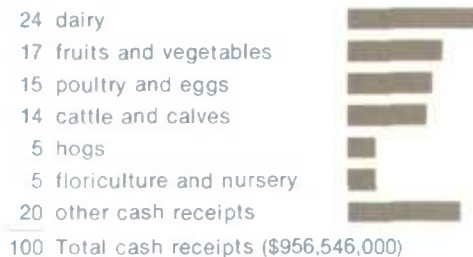 24 dairy
17 fruits and vegetables
15 poultry and eggs
14 cattle and calves
5 hogs
5 floriculture and nursery
20 other cash receipts
100 Total cash receipts ($956,546,000)